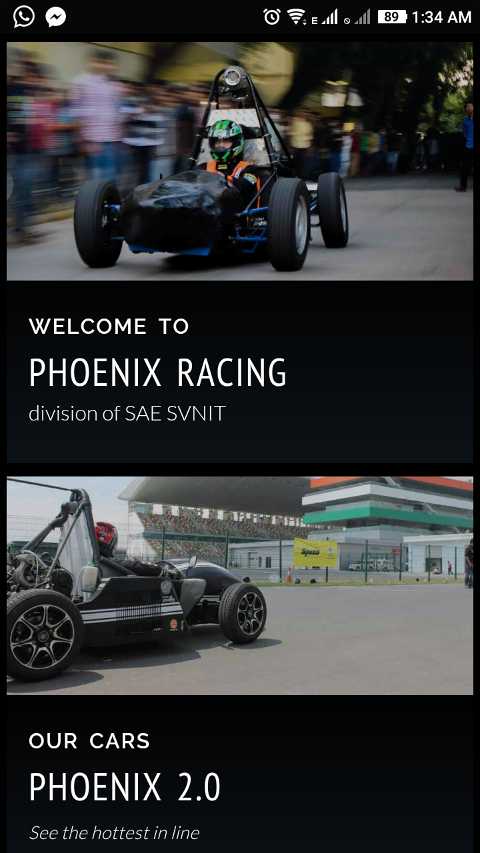 E
89 1:34 AM
WELCOME TO
PHOENIX RACING
division of SAE SVNIT
Speed
OUR CARS
PHOENIX 2.0
See the hottest in line